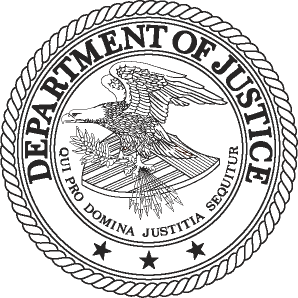 DEPARTMENT OF JUSTICE
QUI PRO DOMINA JUSTITIA SEQUITUR